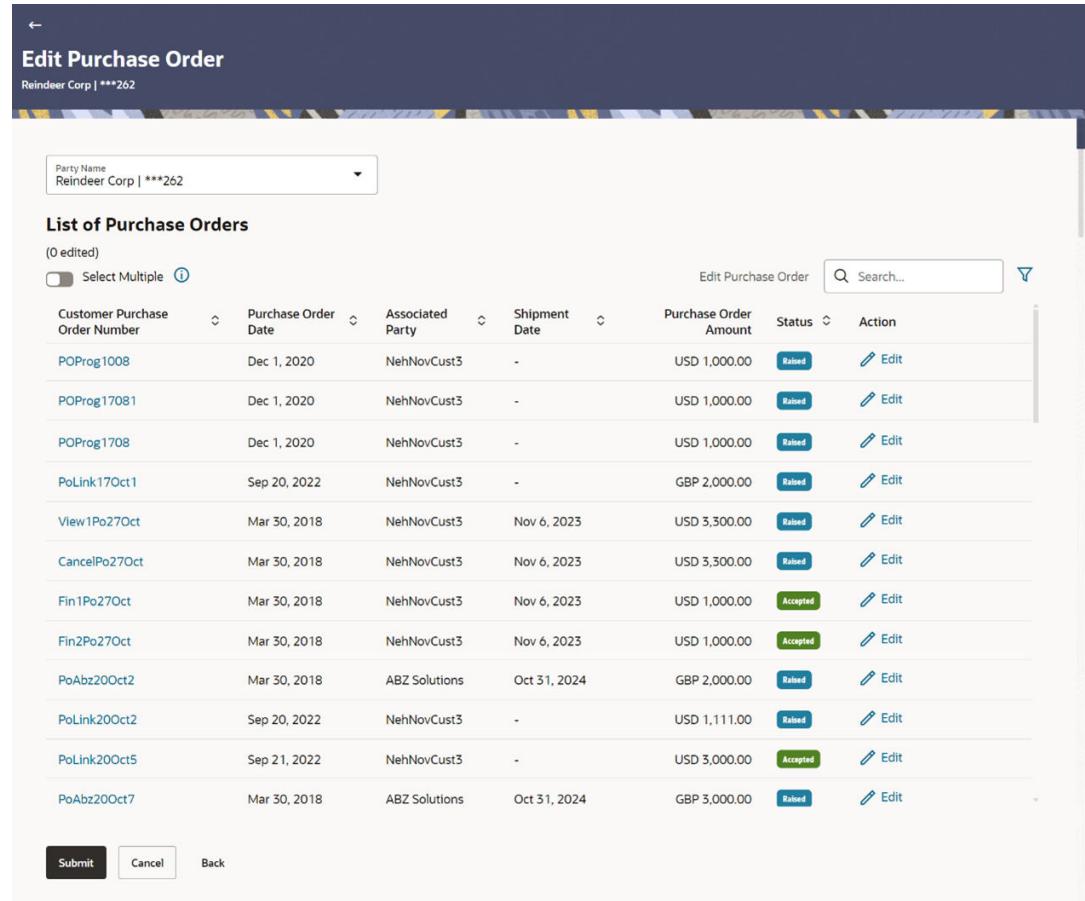 ←
Edit Purchase Order
Reindeer Corp | ***262
Party Name
Reindeer Corp | ***262
List of Purchase Orders
(0 edited)
Select Multiple
Edit Purchase Order Search...
Customer Purchase Order Number Purchase Order Date Associated Party Shipment Date Purchase Order Amount Status Action
POProg1008 Dec 1, 2020 NehNovCust3 - USD 1,000.00 Raised Edit
POProg17081 Dec 1, 2020 NehNovCust3 - USD 1,000.00 Raised Edit
POProg1708 Dec 1, 2020 NehNovCust3 - USD 1,000.00 Raised Edit
PoLink17Oct1 Sep 20, 2022 NehNovCust3 - GBP 2,000.00 Raised Edit
View1Po27Oct Mar 30, 2018 NehNovCust3 Nov 6, 2023 USD 3,300.00 Raised Edit
CancelPo27Oct Mar 30, 2018 NehNovCust3 Nov 6, 2023 USD 3,300.00 Raised Edit
Fin1Po27Oct Mar 30, 2018 NehNovCust3 Nov 6, 2023 USD 1,000.00 Accepted Edit
Fin2Po27Oct Mar 30, 2018 NehNovCust3 Nov 6, 2023 USD 1,000.00 Accepted Edit
PoAbz20Oct2 Mar 30, 2018 ABZ Solutions Oct 31, 2024 GBP 2,000.00 Raised Edit
PoLink20Oct2 Sep 20, 2022 NehNovCust3 - USD 1,111.00 Raised Edit
PoLink20Oct5 Sep 21, 2022 NehNovCust3 - USD 3,000.00 Accepted Edit
PoAbz20Oct7 Mar 30, 2018 ABZ Solutions Oct 31, 2024 GBP 3,000.00 Raised Edit
Submit Cancel Back